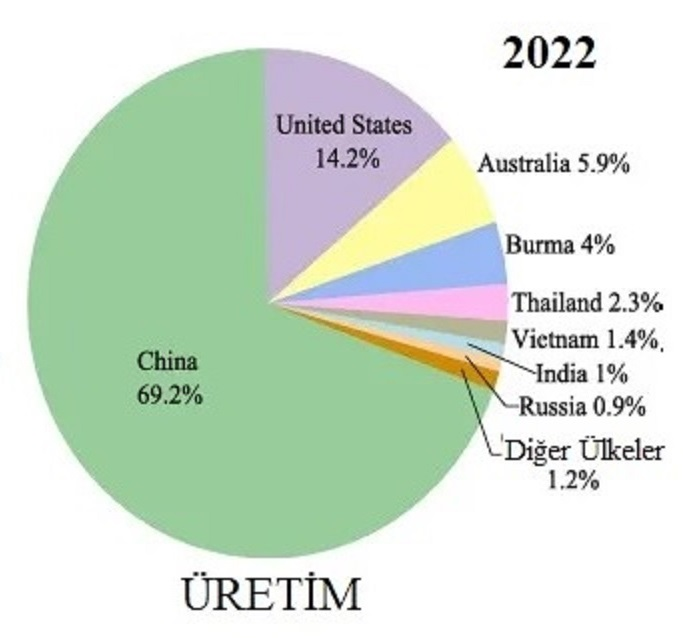 2022
United States
14.2%
Australia 5.9%
Burma 4%
Thailand 2.3%
Vietnam 1.4%
India 1%
Russia 0.9%
Diğer Ülkeler
1.2%
China
69.2%
ÜRETİM